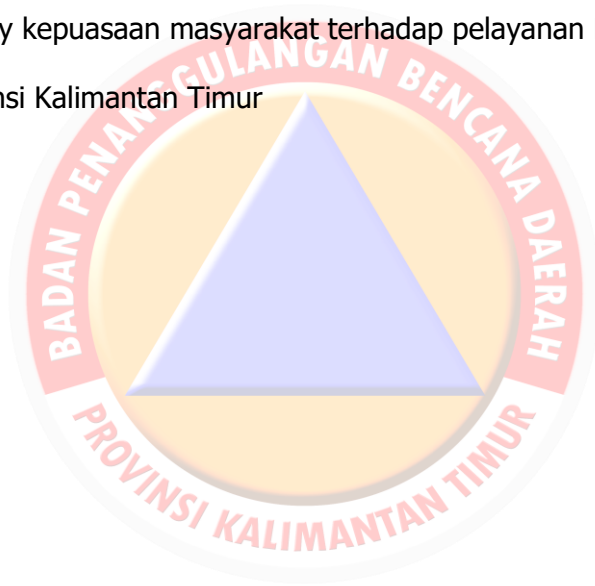 y kepuasaan masyarakat terhadap pelayanan
nsi Kalimantan Timur
BADAN PENANGGULANGAN BENCANA DAERAH
PROVINSI KALIMANTAN TIMUR